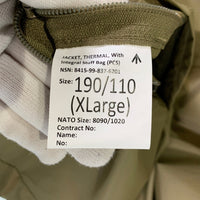 JACKET, THERMAL, With
Integral Stuff Bag (PCS)
NSN: 8415-99-837-6201
Size: 190/110
(XLarge)
NATO Size: 8090/1020
Contract No:
Name:
No: